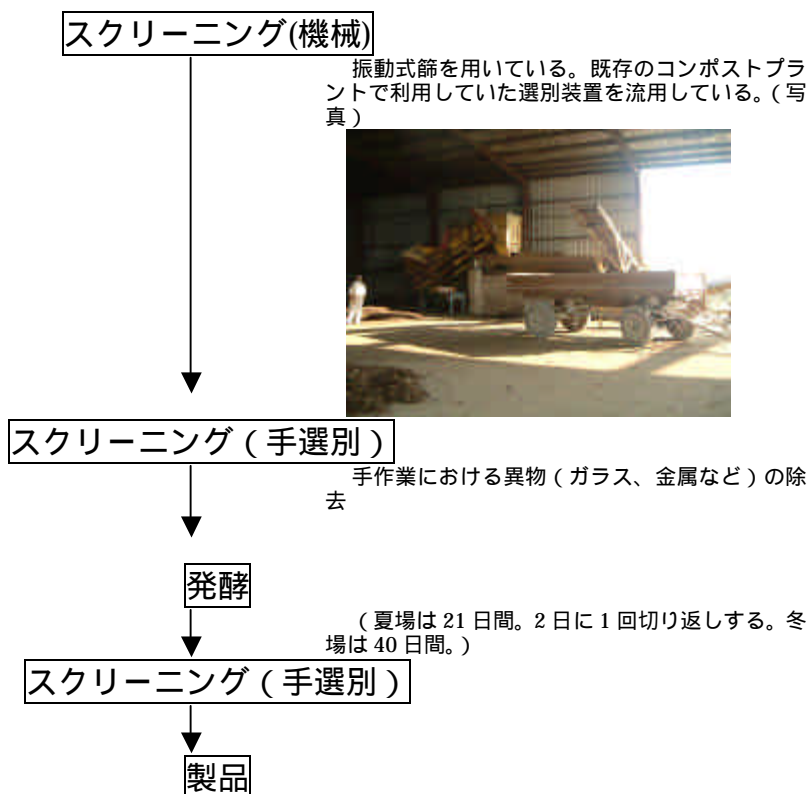 スクリーニング(機械)
振動式篩を用いている。既存のコンポストプラ
ントで利用していた選別装置を流用している。(写
真)
スクリーニング(手選別)
手作業における異物(ガラス、金属など)の除
去
発酵
(夏場は 21 日間。2 日に 1 回切り返しする。冬
場は 40 日間。)
スクリーニング(手選別)
製品